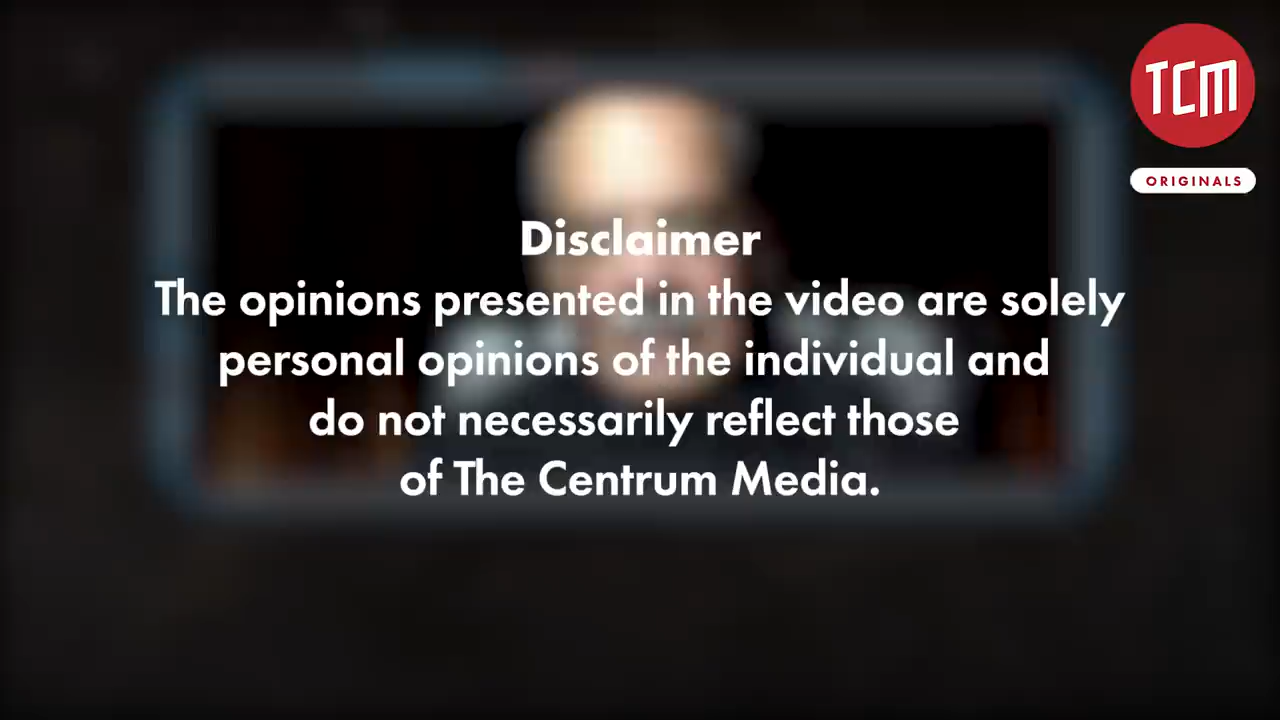 TCM
ORIGINALS
Disclaimer
The opinions presented in the video are solely
personal opinions of the individual and
do not necessarily reflect those
of The Centrum Media.